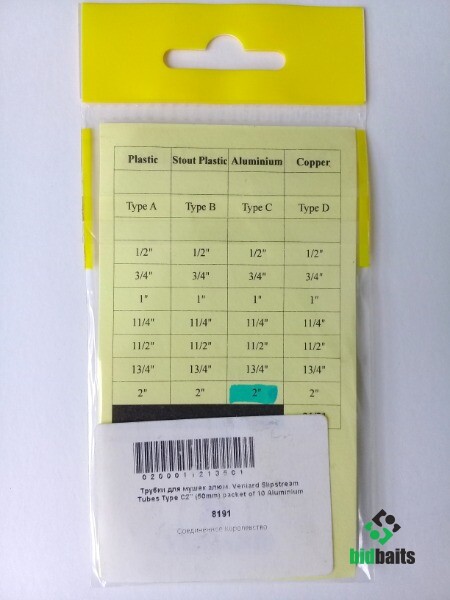 Plastic Stout Plastic Aluminium Copper
Type A Type B Type C Type D
1/2" 1/2" 1/2" 1/2"
3/4" 3/4" 3/4" 3/4"
1" 1" 1" 1"
11/4" 11/4" 11/4" 11/4"
11/2" 11/2" 11/2" 11/2"
13/4" 13/4" 13/4" 13/4"
2" 2" 2" 2"
Трубки для мушек алюм. Veniard Slipstream
Tubes Type C2" (50mm) packet of 10 Aluminium
8191
Соединенное Королевство
bidbaits